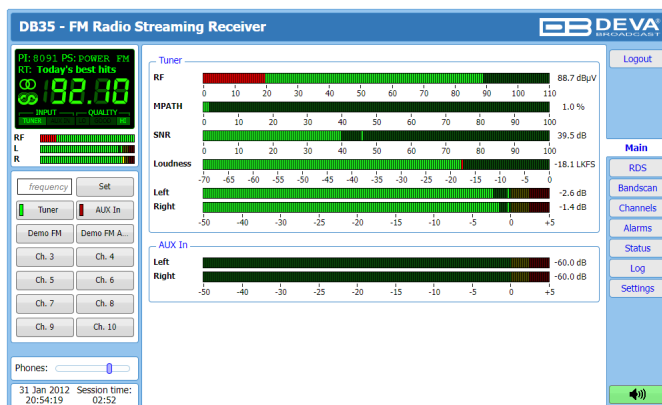 DB35 - FM Radio Streaming Receiver
DB DEVA
BROADCAST
PI: 8091 PS: POWER FM
RT: Today's best hits
92.10
INPUT QUALITY
TUNER HI
RF
L
R
frequency Set
Tuner AUX In
Demo FM Demo FM A...
Ch. 3 Ch. 4
Ch. 5 Ch. 6
Ch. 7 Ch. 8
Ch. 9 Ch. 10
Phones:
31 Jan 2012 Session time:
20:54:19 02:52
Tuner
RF 88.7 dBµV
0 10 20 30 40 50 60 70 80 90 100 110
MPATH 1.0 %
0 10 20 30 40 50 60 70 80 90 100
SNR 39.5 dB
0 10 20 30 40 50 60 70 80 90 100
Loudness -18.1 LKFS
-70 -65 -60 -55 -50 -45 -40 -35 -30 -25 -20 -15 -10 -5 0
Left -2.6 dB
Right -1.4 dB
-50 -40 -30 -25 -20 -15 -10 -5 0 +5
AUX In
Left -60.0 dB
Right -60.0 dB
-50 -40 -30 -25 -20 -15 -10 -5 0 +5
Logout
Main
RDS
Bandscan
Channels
Alarms
Status
Log
Settings